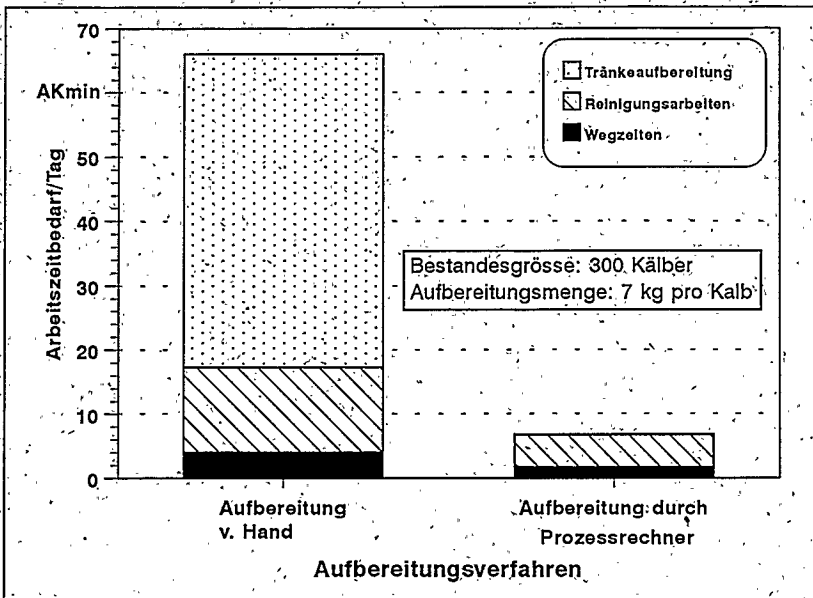 70
AKmin
50
40
30
20
10
0
Arbeitszeitbedarf/Tag
Tränkeaufbereitung
Reinigungsarbeiten
Wegzeiten
Bestandesgrösse: 300 Kälber
Aufbereitungsmenge: 7 kg pro Kalb
Aufbereitung
v. Hand
Aufbereitung durch
Prozessrechner
Aufbereitungsverfahren